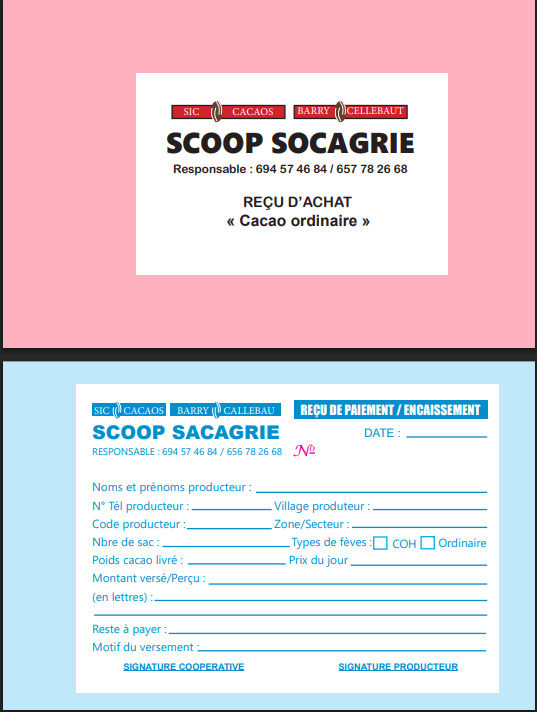 SIC CACAOS BARRY CELLEBAUT
SCOOP SOCAGRIE
Responsable : 694 57 46 84 / 657 78 26 68
REÇU D’ACHAT
« Cacao ordinaire »
SIC CACAOS BARRY CALLEBAU REÇU DE PAIEMENT / ENCAISSEMENT
SCOOP SACAGRIE DATE :
RESPONSABLE : 694 57 46 84 / 656 78 26 68 No
Noms et prénoms producteur :
N° Tél producteur : Village produteur :
Code producteur : Zone/Secteur :
Nbre de sac : Types de fèves : COH Ordinaire
Poids cacao livré : Prix du jour
Montant versé/Perçu :
(en lettres) :
Reste à payer :
Motif du versement :
SIGNATURE COOPERATIVE SIGNATURE PRODUCTEUR